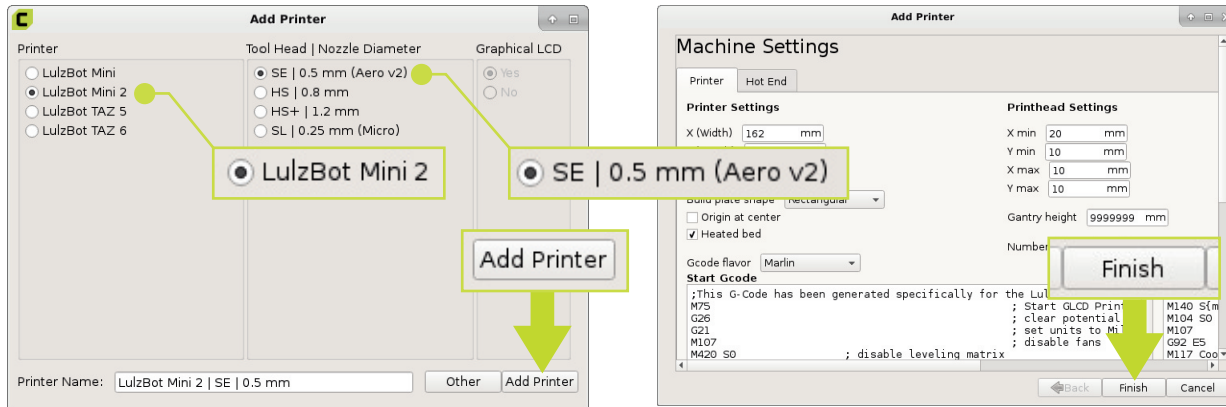 Add Printer
Printer
Tool Head | Nozzle Diameter
Graphical LCD
LulzBot Mini
LulzBot Mini 2
LulzBot TAZ 5
LulzBot TAZ 6
SE | 0.5 mm (Aero v2)
HS | 0.8 mm
HS+ | 1.2 mm
SL | 0.25 mm (Micro)
Yes
No
LulzBot Mini 2
SE | 0.5 mm (Aero v2)
Add Printer
Printer Name: LulzBot Mini 2 | SE | 0.5 mm
Other
Add Printer
Add Printer
Machine Settings
Printer
Hot End
Printer Settings
X (Width) 162 mm
Build plate shape Rectangular
Origin at center
Heated bed
Gcode flavor Marlin
Printhead Settings
X min 20 mm
Y min 10 mm
X max 10 mm
Y max 10 mm
Gantry height 9999999 mm
Number
Finish
Start Gcode
;This G-Code has been generated specifically for the
M75 ; Start GLCD
G26 ; clear potential
G21 ; set units to
M107 ; disable fans
M420 S0 ; disable leveling matrix
M140
M104 S0
M107
G92 E5
M117
Back
Finish
Cancel